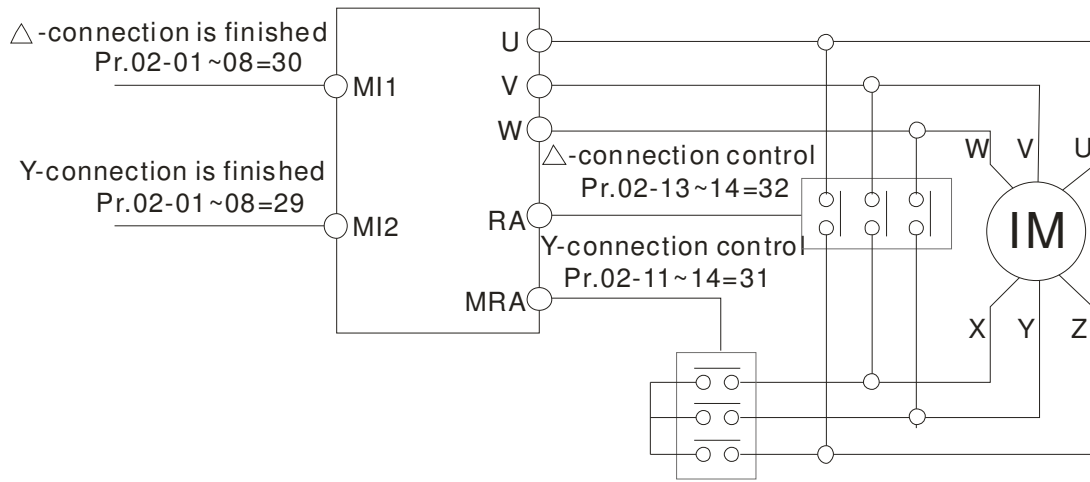 △-connection is finished
Pr.02-01~08=30
MI1
Y-connection is finished
Pr.02-01~08=29
MI2
U
V
W
RA
MRA
△-connection control
Pr.02-13~14=32
Y-connection control
Pr.02-11~14=31
W V U
IM
X Y Z